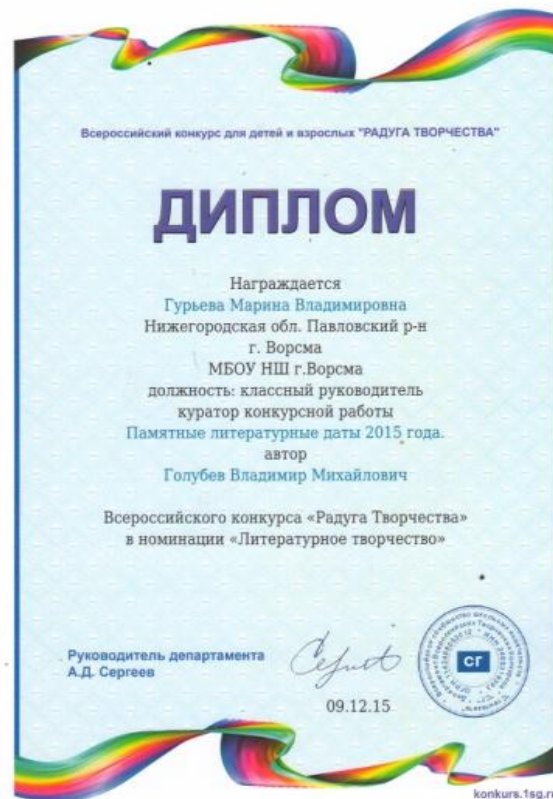 Всероссийский конкурс для детей и взрослых "РАДУГА ТВОРЧЕСТВА"
ДИПЛОМ
Награждается
Гурьева Марина Владимировна
Нижегородская обл. Павловский р-н
г. Ворсма
МБОУ НШ г.Ворсма
должность: классный руководитель
куратор конкурсной работы
Памятные литературные даты 2015 года.
автор
Голубев Владимир Михайлович
Всероссийского конкурса «Радуга Творчества»
в номинации «Литературное творчество»
Руководитель департамента
А.Д. Сергеев
СГ
09.12.15
konkurs.1sg.ru